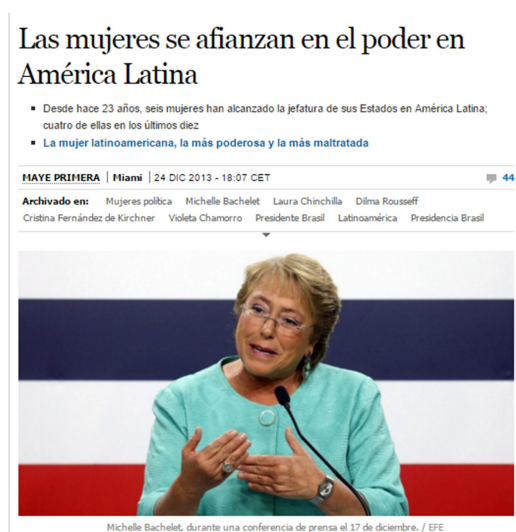 Las mujeres se afianzan en el poder en
América Latina
Desde hace 23 años, seis mujeres han alcanzado la jefatura de sus Estados en América Latina;
cuatro de ellas en los últimos diez
La mujer latinoamericana, la más poderosa y la más maltratada
MAYE PRIMERA | Miami | 24 DIC 2013 - 18:07 CET 44
Archivado en: Mujeres política Michelle Bachelet Laura Chinchilla Dilma Rousseff
Cristina Fernández de Kirchner Violeta Chamorro Presidente Brasil Latinoamérica Presidencia Brasil
Michelle Bachelet, durante una conferencia de prensa el 17 de diciembre. / EFE